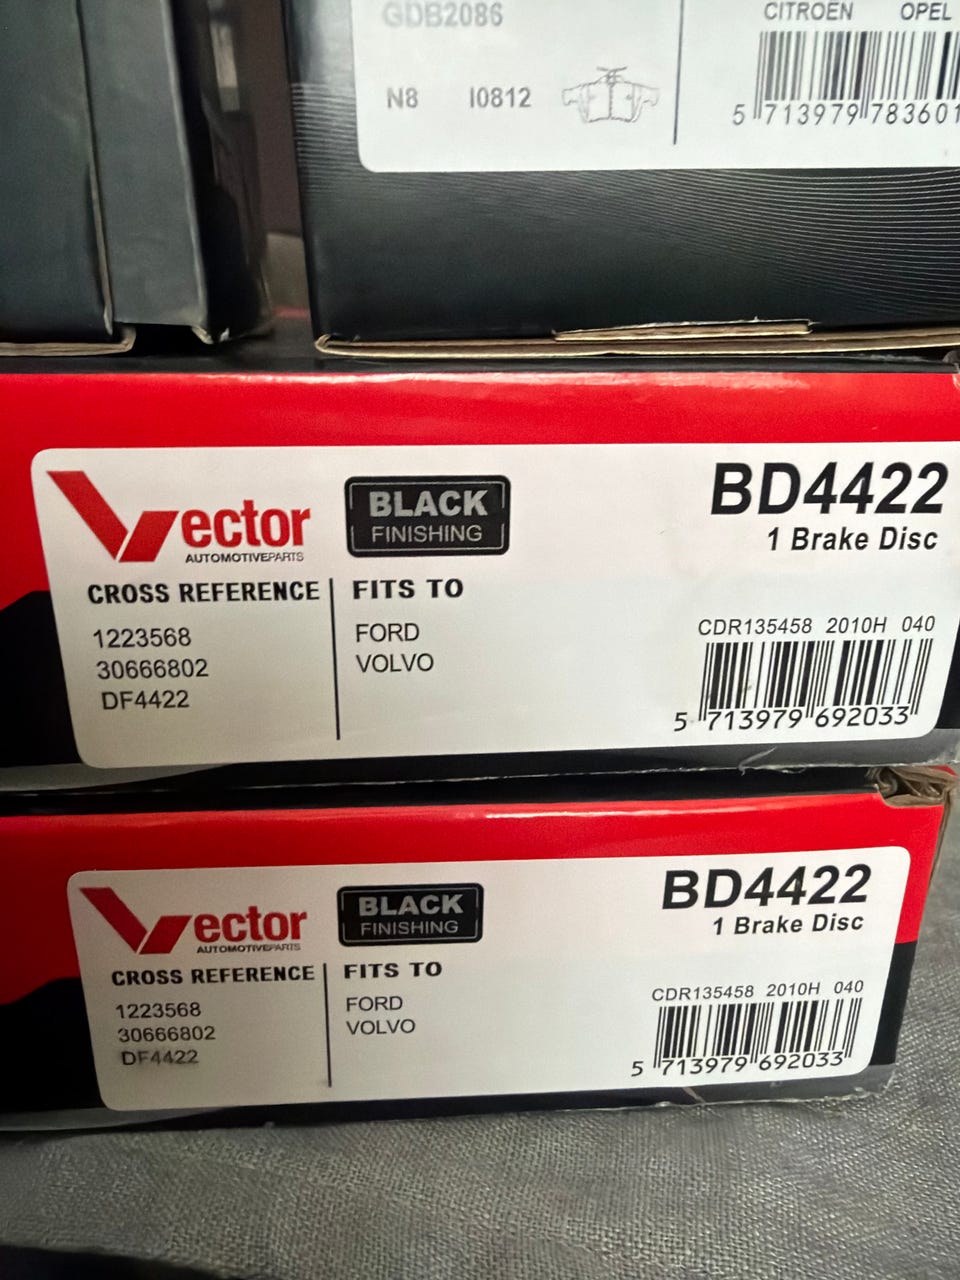 GDB2086
N8 I0812
CITROËN OPEL
5 713979 783601
Vector
AUTOMOTIVEPARTS
BLACK
FINISHING
BD4422
1 Brake Disc
CROSS REFERENCE
1223568
30666802
DF4422
FITS TO
FORD
VOLVO
CDR135458 2010H 040
5 713979 692033
Vector
AUTOMOTIVEPARTS
BLACK
FINISHING
BD4422
1 Brake Disc
CROSS REFERENCE
1223568
30666802
DF4422
FITS TO
FORD
VOLVO
CDR135458 2010H 040
5 713979 692033